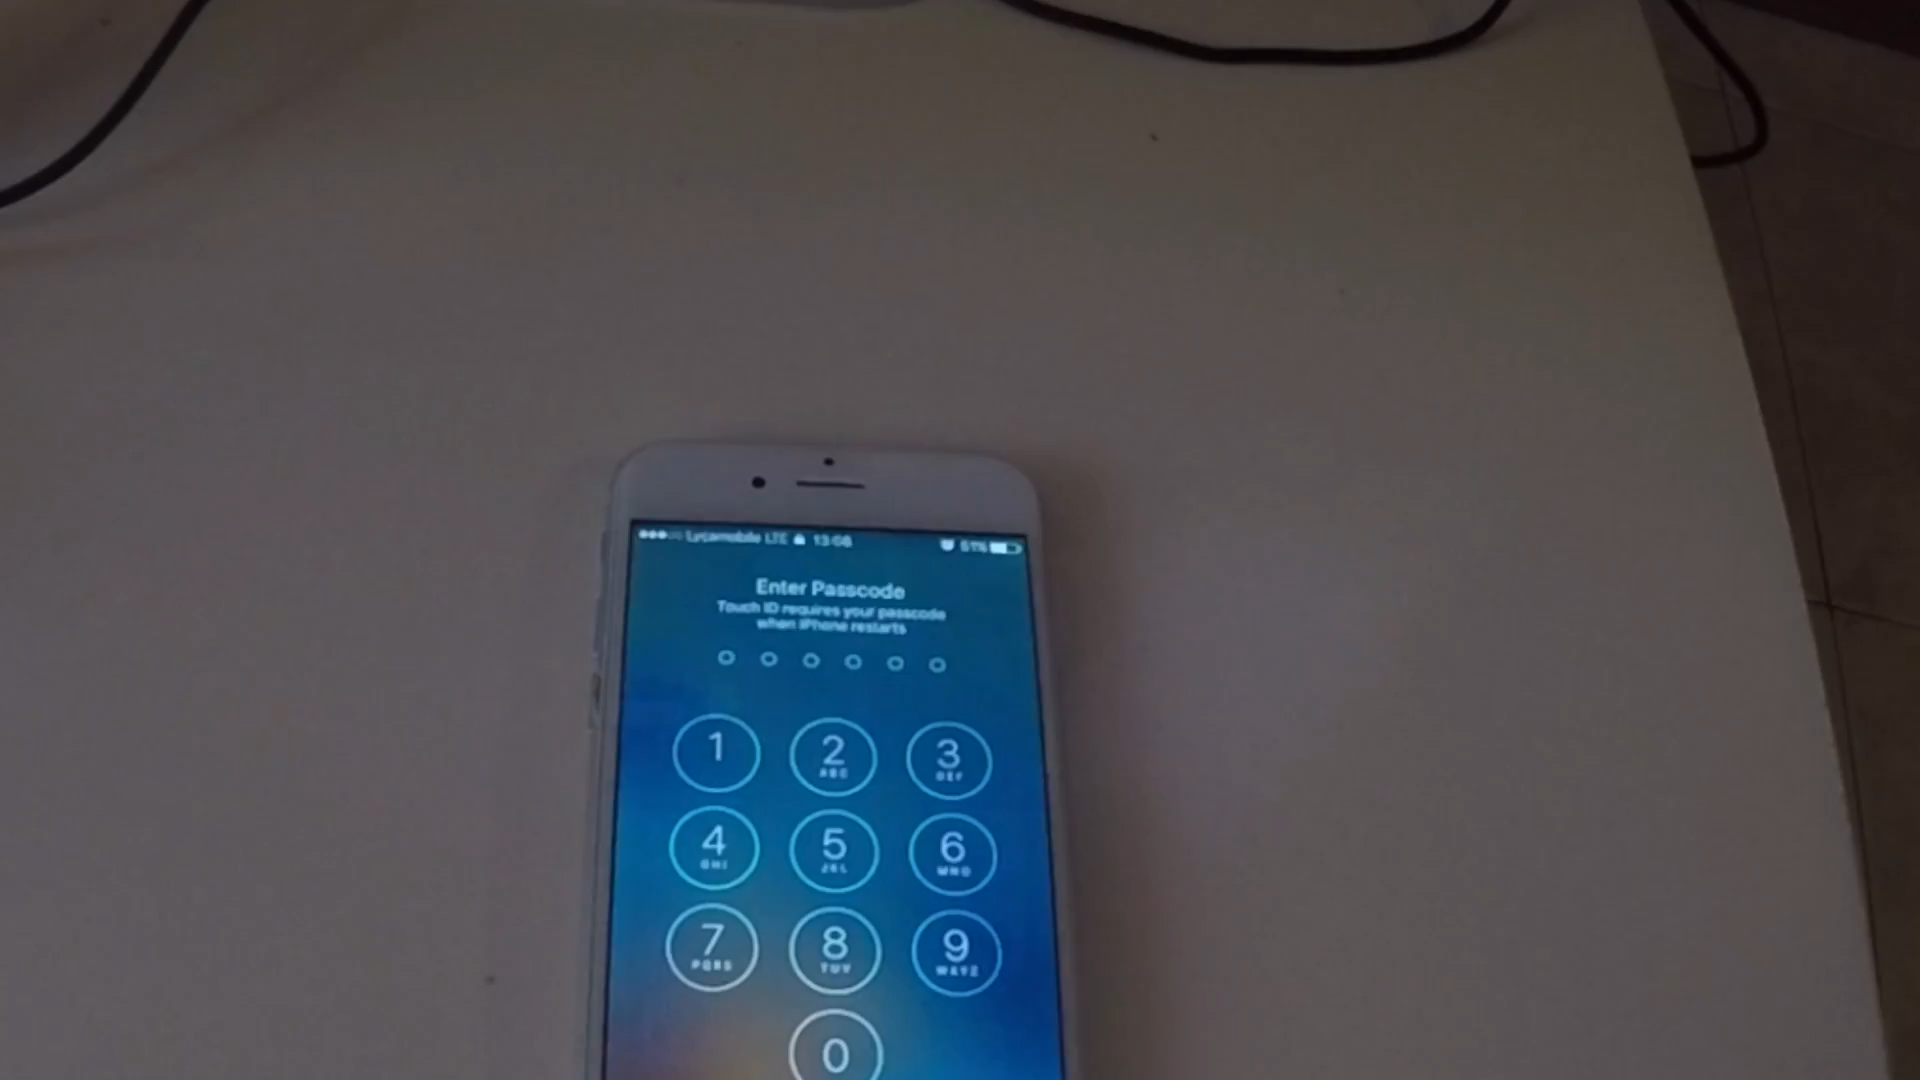 Lycamobile LTE 13:08 51%
Enter Passcode
Touch ID requires your passcode
when iPhone restarts
1 2 3
ABC DEF
4 5 6
GHI JKL MNO
7 8 9
PQRS TUV WXYZ
0